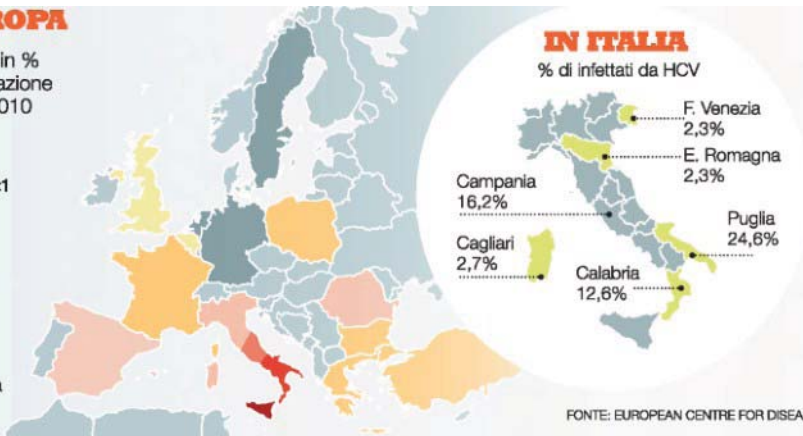 ROPA
in %
azione
010
IN ITALIA
% di infettati da HCV
F. Venezia
2,3%
E. Romagna
2,3%
Campania
16,2%
Puglia
24,6%
Cagliari
2,7%
Calabria
12,6%
FONTE: EUROPEAN CENTRE FOR DISEA